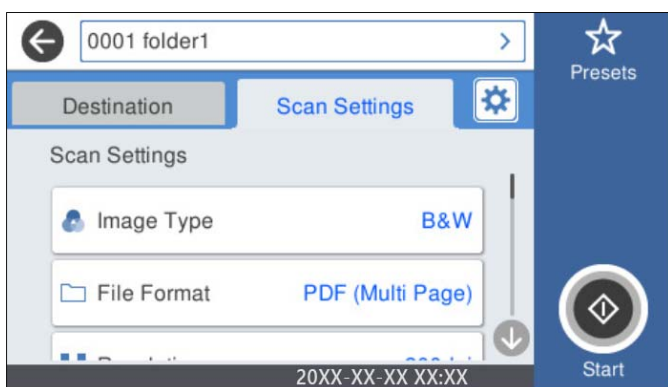 0001 folder1
Presets
Destination
Scan Settings
Scan Settings
Image Type B&W
File Format PDF (Multi Page)
20XX-XX-XX XX:XX
Start